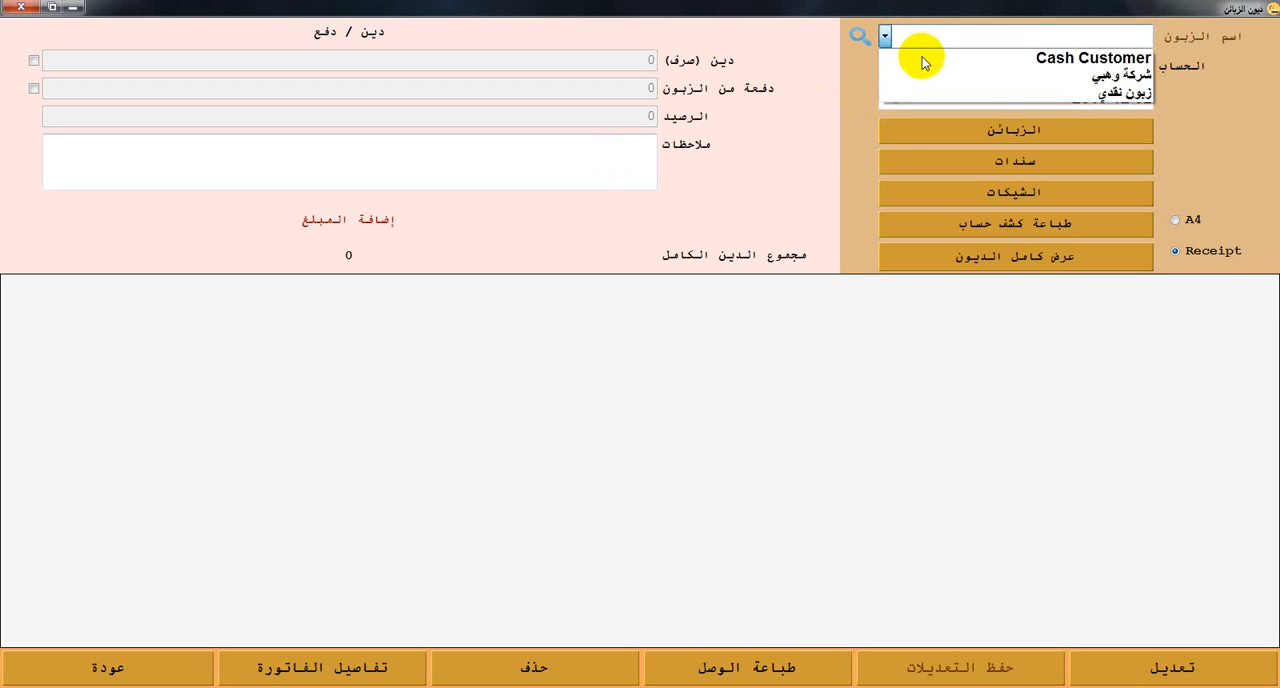 ديون الزبائن
اسم الزبون
Cash Customer
شركة وهبي
زبون نقدي
الحساب
الزبائن
سندات
الشيكات
طباعة كشف حساب
عرض كامل الديون
A4
Receipt
دين / دفع
دين (صرف)
0
دفعة من الزبون
0
الرصيد
0
ملاحظات
إضافة المبلغ
مجموع الدين الكامل
0
تعديل
حفظ التعديلات
طباعة الوصل
حذف
تفاصيل الفاتورة
عودة